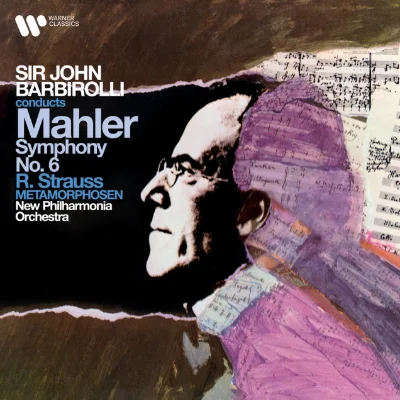 WARNER
CLASSICS
SIR JOHN
BARBIROLLI
conducts
Mahler
Symphony
No. 6
R. Strauss
METAMORPHOSEN
New Philharmonia
Orchestra